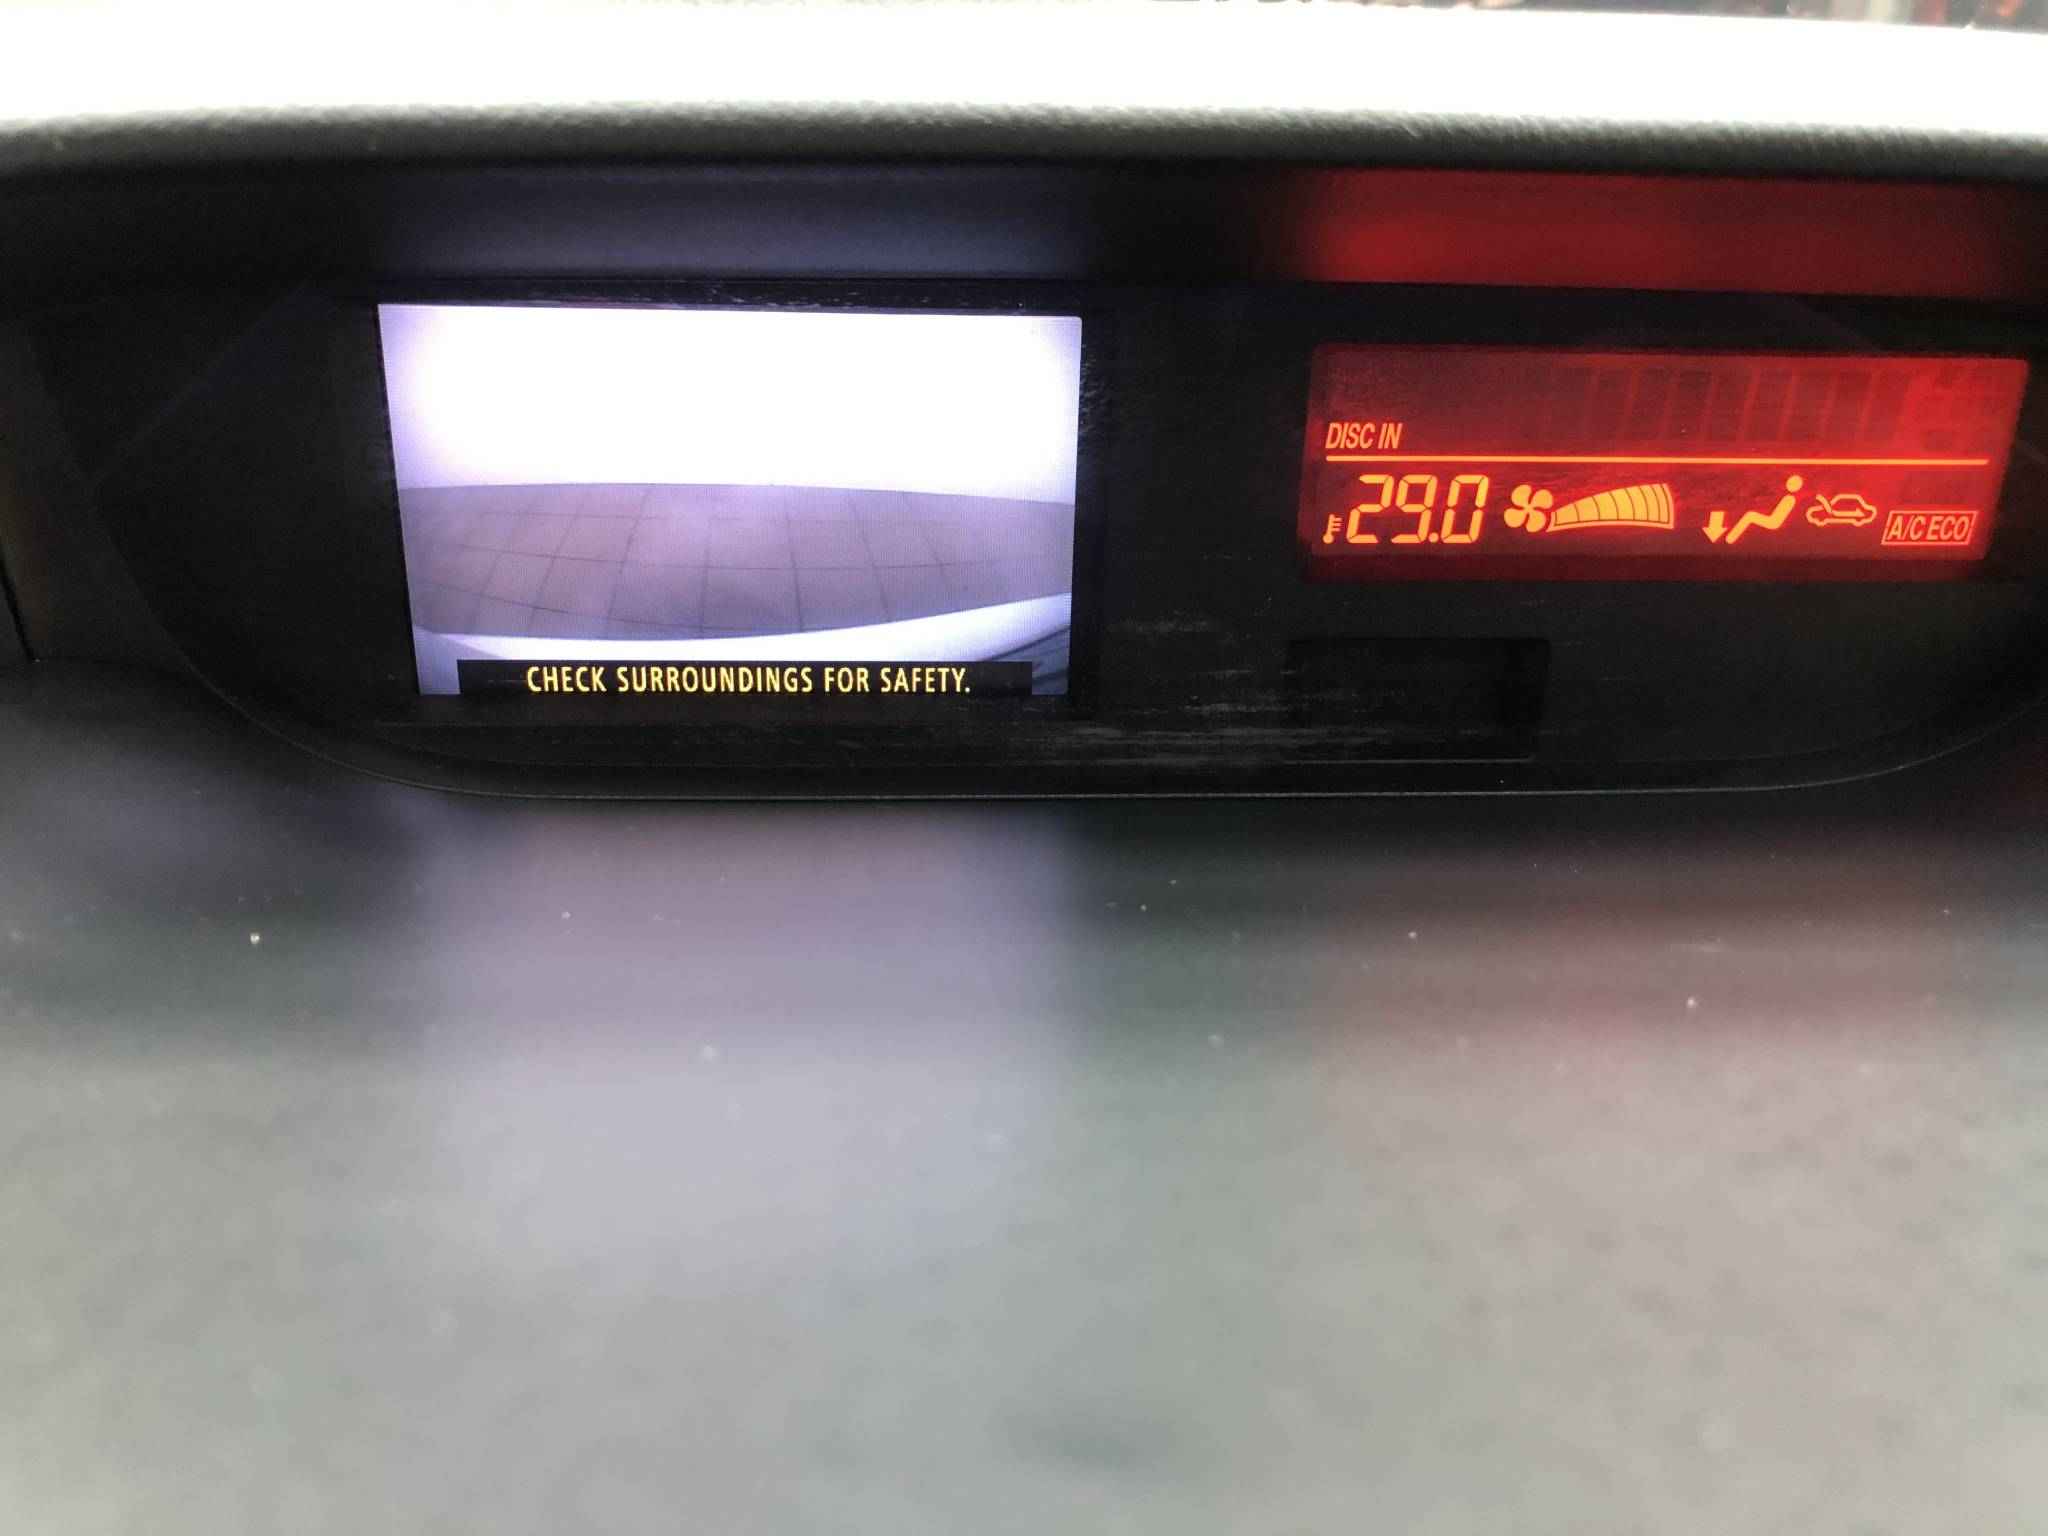 CHECK SURROUNDINGS FOR SAFETY.
DISC IN
29.0
A/C ECO